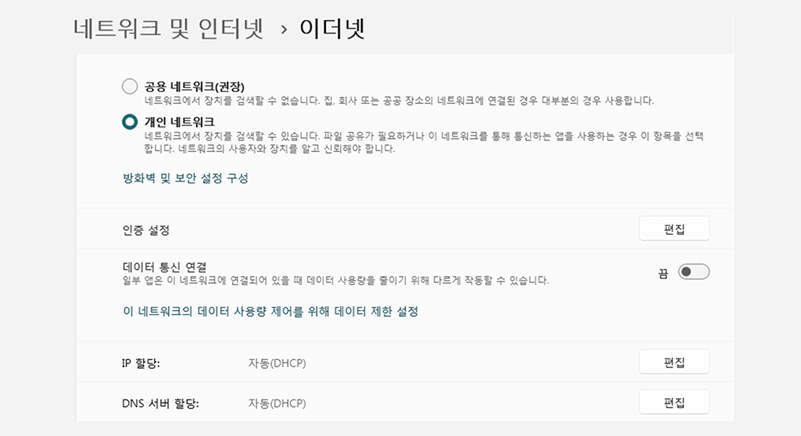 네트워크 및 인터넷 › 이더넷
공용 네트워크(권장)
네트워크에서 장치를 검색할 수 없습니다. 집, 회사 또는 공공 장소의 네트워크에 연결된 경우 대부분의 경우 사용합니다.
개인 네트워크
네트워크에서 장치를 검색할 수 있습니다. 파일 공유가 필요하거나 이 네트워크를 통해 통신하는 앱을 사용하는 경우 이 항목을 선택
합니다. 네트워크의 사용자와 장치를 알고 신뢰해야 합니다.
방화벽 및 보안 설정 구성
인증 설정 편집
데이터 통신 연결
일부 앱은 이 네트워크에 연결되어 있을 때 데이터 사용량을 줄이기 위해 다르게 작동할 수 있습니다.
끔
이 네트워크의 데이터 사용량 제어를 위해 데이터 제한 설정
IP 할당: 자동(DHCP) 편집
DNS 서버 할당: 자동(DHCP) 편집